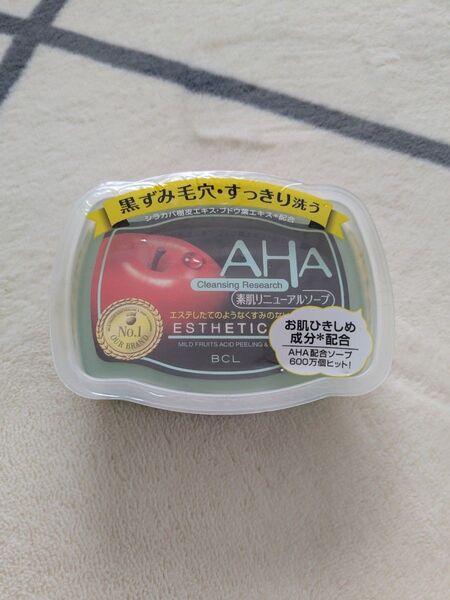 黒ずみ毛穴・すっきり洗う
シラカバ樹皮エキス・ブドウ葉エキス*配合
AHA
Cleansing Research
素肌リニューアルソープ
エステしたてのようなくすみのな
ESTHETIC
MILD FRUITS ACID PEELING &
BCL
No.1
OUR BRAND
お肌ひきしめ
成分*配合
AHA配合ソープ
600万個ヒット!